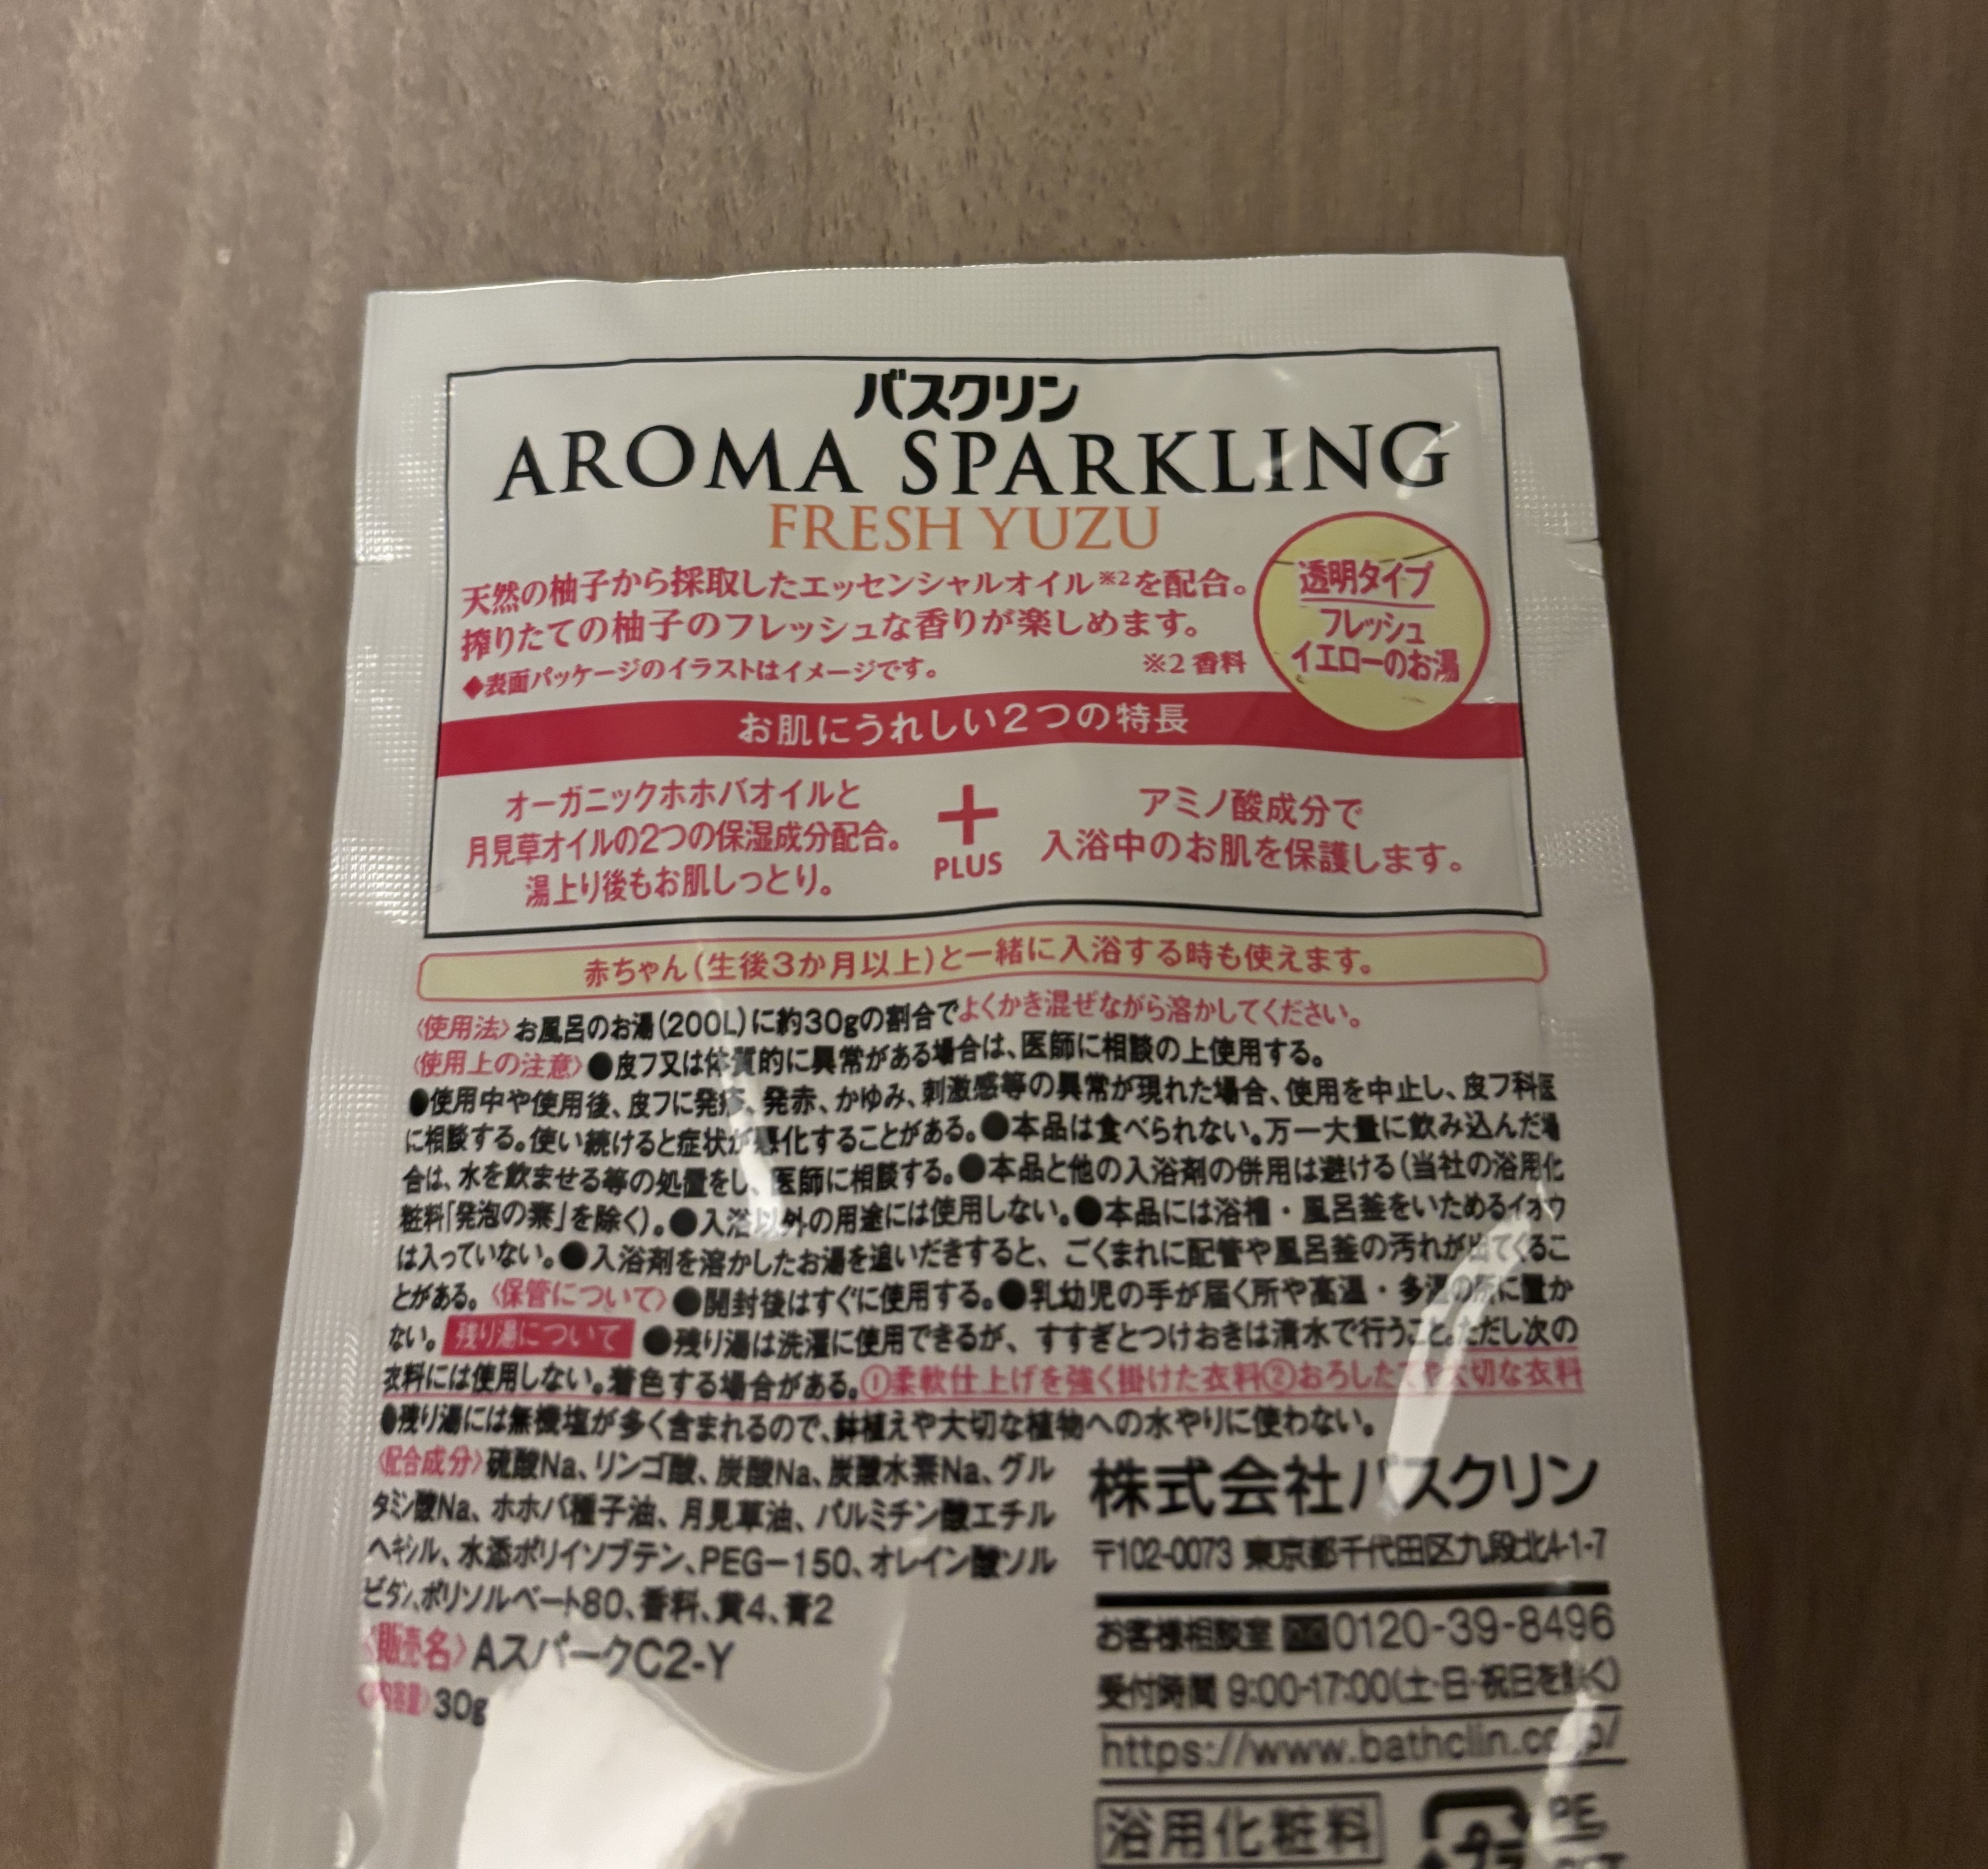 バスクリン
AROMA SPARKLING
FRESH YUZU
天然の柚子から採取したエッセンシャルオイル※2を配合。
搾りたての柚子のフレッシュな香りが楽しめます。
◆表面パッケージのイラストはイメージです。 ※2 香料
透明タイプ
フレッシュ
イエローのお湯
お肌にうれしい2つの特長
オーガニックホホバオイルと
月見草オイルの2つの保湿成分配合。
湯上り後もお肌しっとり。
+
PLUS
アミノ酸成分で
入浴中のお肌を保護します。
赤ちゃん(生後3か月以上)と一緒に入浴する時も使えます。
〈使用法〉お風呂のお湯(200L)に約30gの割合でよくかき混ぜながら溶かしてください。
〈使用上の注意〉●皮フ又は体質的に異常がある場合は、医師に相談の上使用する。
●使用中や使用後、皮フに発疹、発赤、かゆみ、刺激感等の異常が現れた場合、使用を中止し、皮フ科医
に相談する。使い続けると症状が悪化することがある。●本品は食べられない。万一大量に飲み込んだ場
合は、水を飲ませる等の処置をし、医師に相談する。●本品と他の入浴剤の併用は避ける(当社の浴用化
粧料「発泡の素」を除く)。●入浴以外の用途には使用しない。●本品には浴槽・風呂釜をいためるイオウ
は入っていない。●入浴剤を溶かしたお湯を追いだきすると、ごくまれに配管や風呂釜の汚れが出てくるこ
とがある。〈保管について〉●開封後はすぐに使用する。●乳幼児の手が届く所や高温・多湿の所に置か
ない。残り湯について ●残り湯は洗濯に使用できるが、すすぎとつけおきは清水で行うこと。ただし次の
衣料には使用しない。着色する場合がある。①柔軟仕上げを強く掛けた衣料②おろしたてや大切な衣料
●残り湯には無機塩が多く含まれるので、鉢植えや大切な植物への水やりに使わない。
〈配合成分〉硫酸Na、リンゴ酸、炭酸Na、炭酸水素Na、グル
タミン酸Na、ホホバ種子油、月見草油、パルミチン酸エチル
ヘキシル、水添ポリイソブテン、PEG-150、オレイン酸ソル
ビタン、ポリソルベート80、香料、黄4、青2
〈販売名〉AスパークC2-Y
〈内容量〉30g
株式会社バスクリン
〒102-0073 東京都千代田区九段北4-1-7
お客様相談室 0120-39-8496
受付時間 9:00-17:00(土・日・祝日を除く)
https://www.bathclin.co.jp/
浴用化粧料
プラ
PE